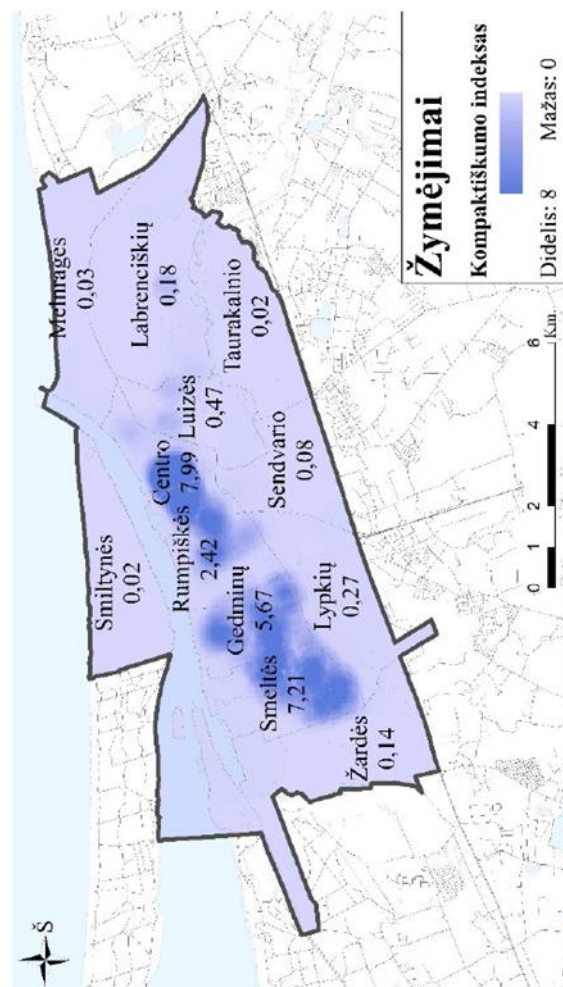 Š
Melnragės
0,03
Labrenciškių
0,18
Smiltynės
0,02
Taurakalnio
0,02
Luizės
0,47
Centro
7,99
Rumpiškės
2,42
Sendvario
0,08
Gedminų
5,67
Lypkių
0,27
Smeltės
7,21
Žardės
0,14
Žymėjimai
Kompaktiškumo indeksas
Didelis: 8 Mažas: 0
0 1 2 4 6
Km